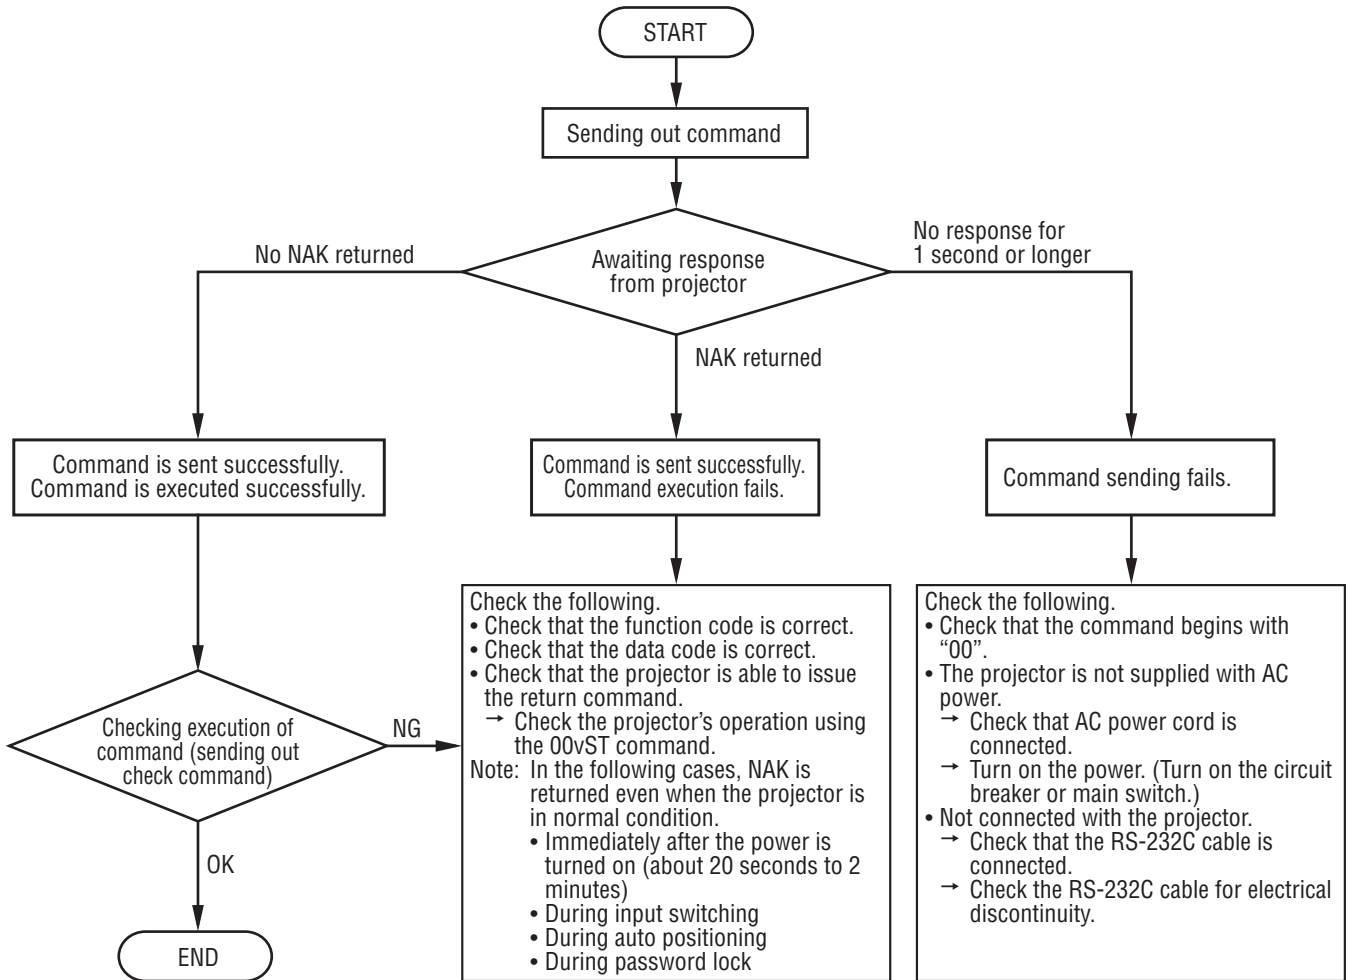 START
Sending out command
Awaiting response
from projector
No NAK returned
No response for
1 second or longer
NAK returned
Command is sent successfully.
Command is executed successfully.
Command is sent successfully.
Command execution fails.
Command sending fails.
Checking execution of
command (sending out
check command)
NG
OK
END
Check the following.
• Check that the function code is correct.
• Check that the data code is correct.
• Check that the projector is able to issue
the return command.
→ Check the projector’s operation using
the 00vST command.
Note: In the following cases, NAK is
returned even when the projector is
in normal condition.
• Immediately after the power is
turned on (about 20 seconds to 2
minutes)
• During input switching
• During auto positioning
• During password lock
Check the following.
• Check that the command begins with
“00”.
• The projector is not supplied with AC
power.
→ Check that AC power cord is
connected.
→ Turn on the power. (Turn on the circuit
breaker or main switch.)
• Not connected with the projector.
→ Check that the RS-232C cable is
connected.
→ Check the RS-232C cable for electrical
discontinuity.